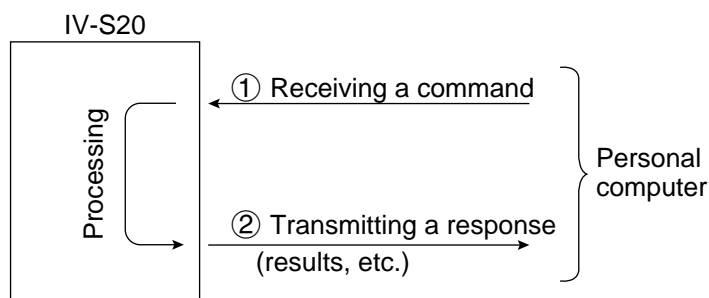 IV-S20
① Receiving a command
Processing
Personal
computer
② Transmitting a response
(results, etc.)